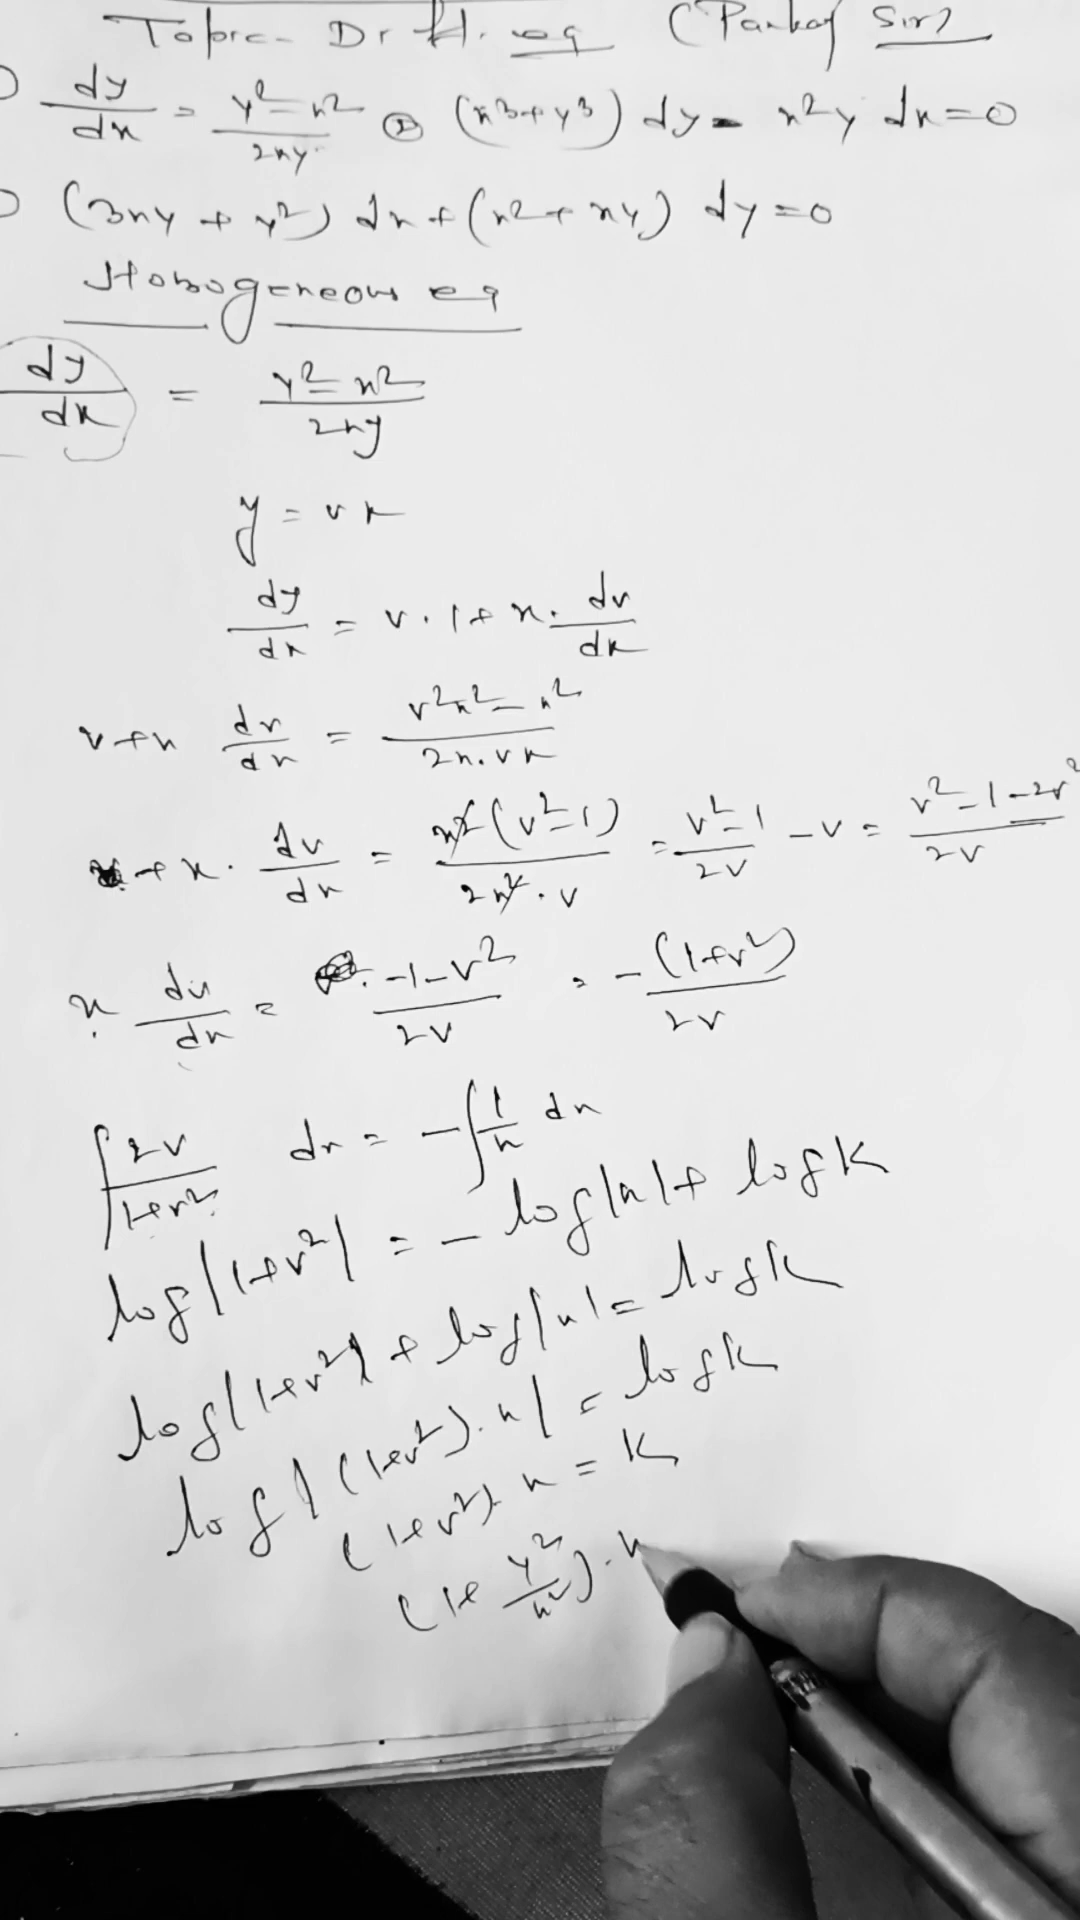 Topic- Diff. eq (Pankaj Sir)
dy/dx = y² - x² / 2xy ② (x³ + y³) dy - x²y dx = 0
(3xy + y²) dx + (x² + xy) dy = 0
Homogeneous eq
dy/dx = y² - x² / 2xy
y = vx
dy/dx = v · 1 + x · dv/dx
v + x dv/dx = v²x² - x² / 2x · vx
+ x · dv/dx = x²(v² - 1) / 2x² · v = v² - 1 / 2v - v = v² - 1 - 2v² / 2v
x dv/dx = -1 - v² / 2v = -(1 + v²) / 2v
∫ 2v / 1 + v² dv = -∫ 1/x dx
log|1 + v²| = - log|x| + log K
log|1 + v²| + log|x| = log K
log|(1 + v²) · x| = log K
(1 + v²) · x = K
(1 + y²/x²) · x